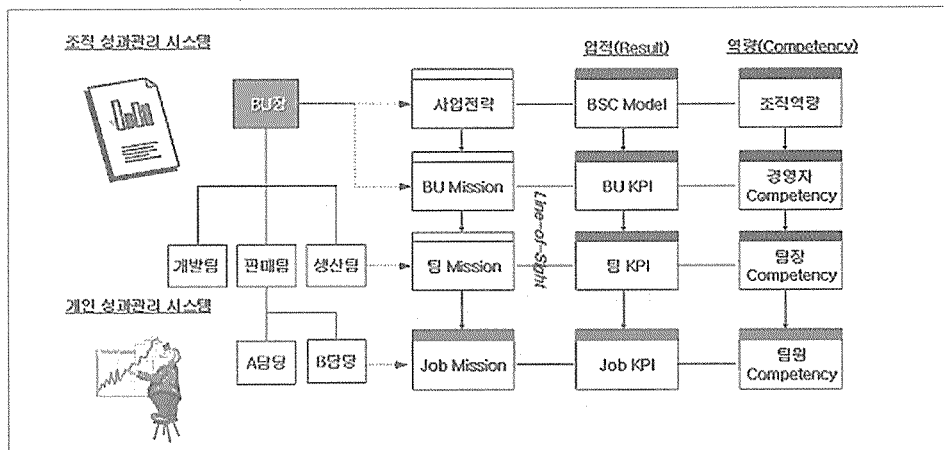 조직 성과관리 시스템
업적(Result)
역량(Competency)
BU장
사업전략
BSC Model
조직역량
BU Mission
BU KPI
경영자
Competency
Line-of-Sight
개발팀
판매팀
생산팀
팀 Mission
팀 KPI
팀장
Competency
개인 성과관리 시스템
A담당
B담당
Job Mission
Job KPI
팀원
Competency